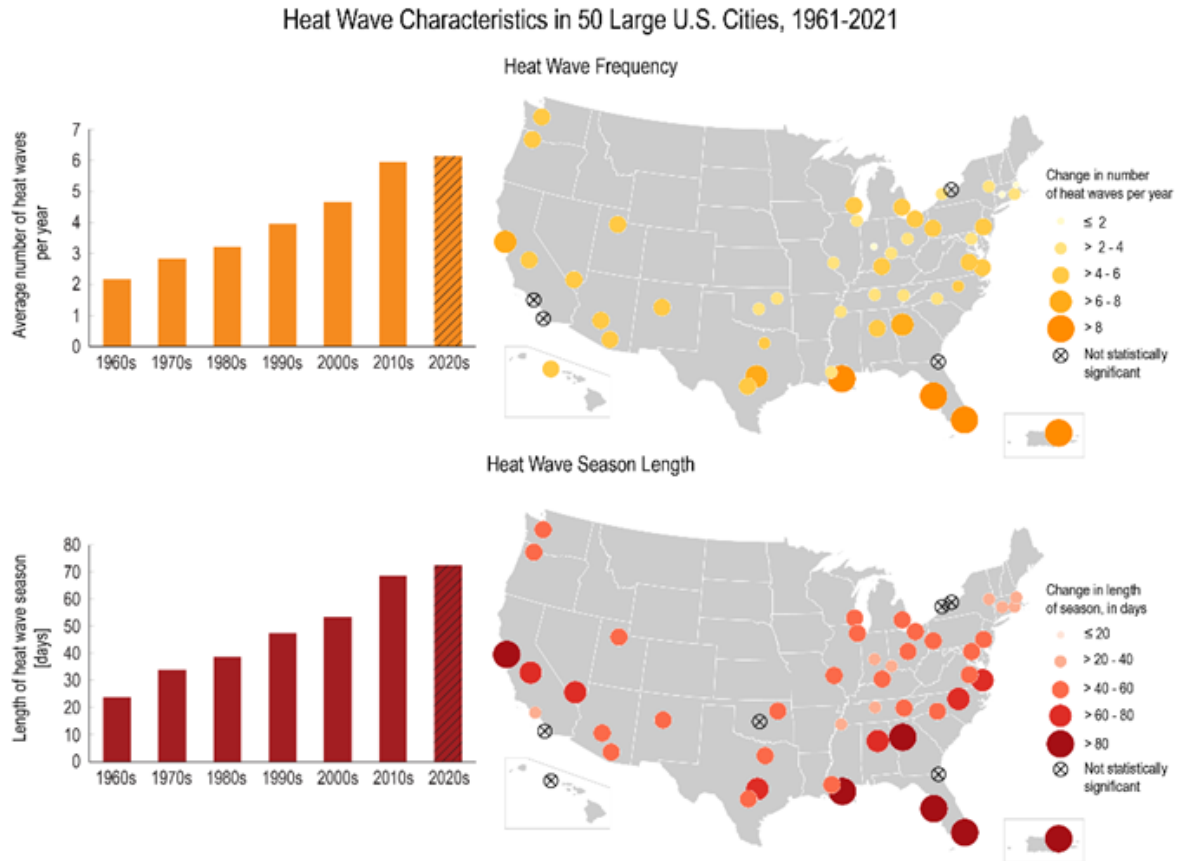 Heat Wave Characteristics in 50 Large U.S. Cities, 1961-2021
Heat Wave Frequency
Average number of heat waves
per year
7
6
5
4
3
2
1
0
1960s 1970s 1980s 1990s 2000s 2010s 2020s
Change in number
of heat waves per year
≤ 2
> 2 - 4
> 4 - 6
> 6 - 8
> 8
Not statistically
significant
Heat Wave Season Length
Length of heat wave season
[days]
80
70
60
50
40
30
20
10
0
1960s 1970s 1980s 1990s 2000s 2010s 2020s
Change in length
of season, in days
≤ 20
> 20 - 40
> 40 - 60
> 60 - 80
> 80
Not statistically
significant